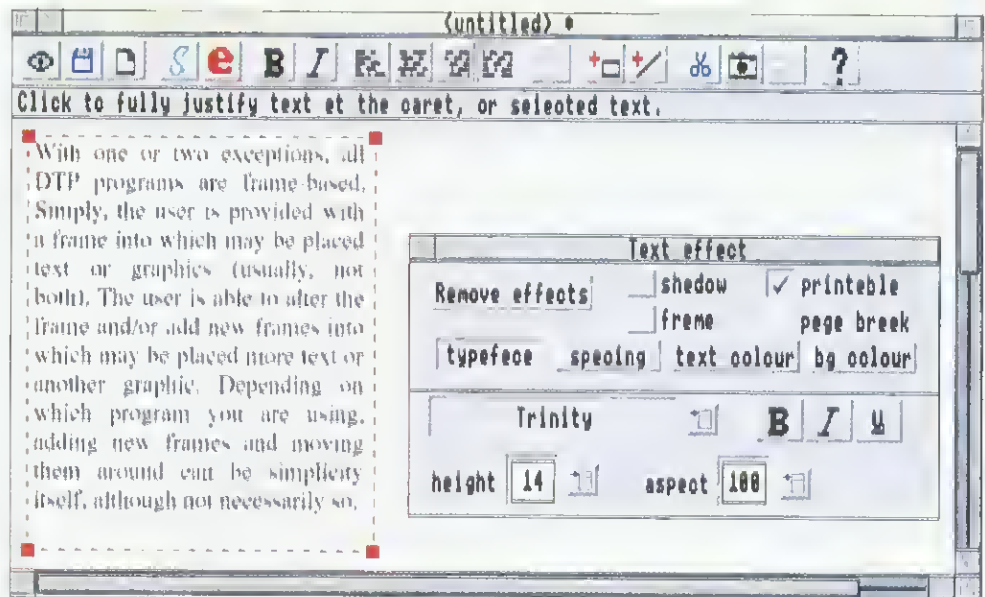 <untitled> *
S e B I ?
Click to fully justify text at the caret, or selected text.
With one or two exceptions, all
DTP programs are frame-based.
Simply, the user is provided with
a frame into which may be placed
text or graphics (usually, not
both). The user is able to alter the
frame and/or add new frames into
which may be placed more text or
another graphic. Depending on
which program you are using,
adding new frames and moving
them around can be simplicity
itself, although not necessarily so.
Text effect
Remove effects shadow printable
frame page break
typeface spacing text colour bg colour
Trinity B I U
height 14 aspect 100